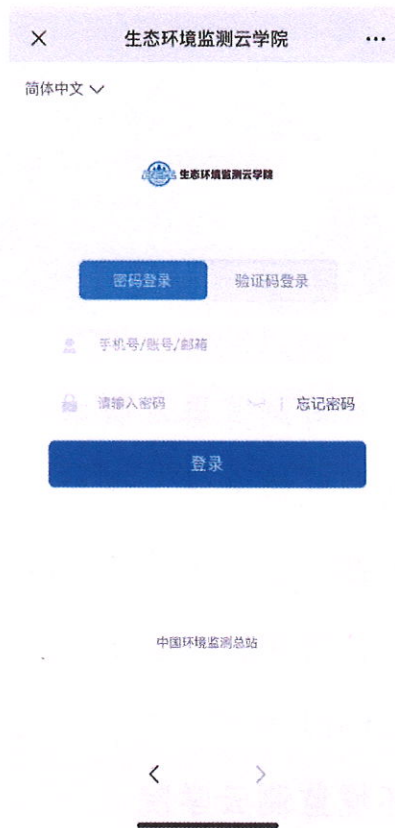 生态环境监测云学院
简体中文
生态环境监测云学院
密码登录 验证码登录
手机号/账号/邮箱
请输入密码 忘记密码
登录
中国环境监测总站